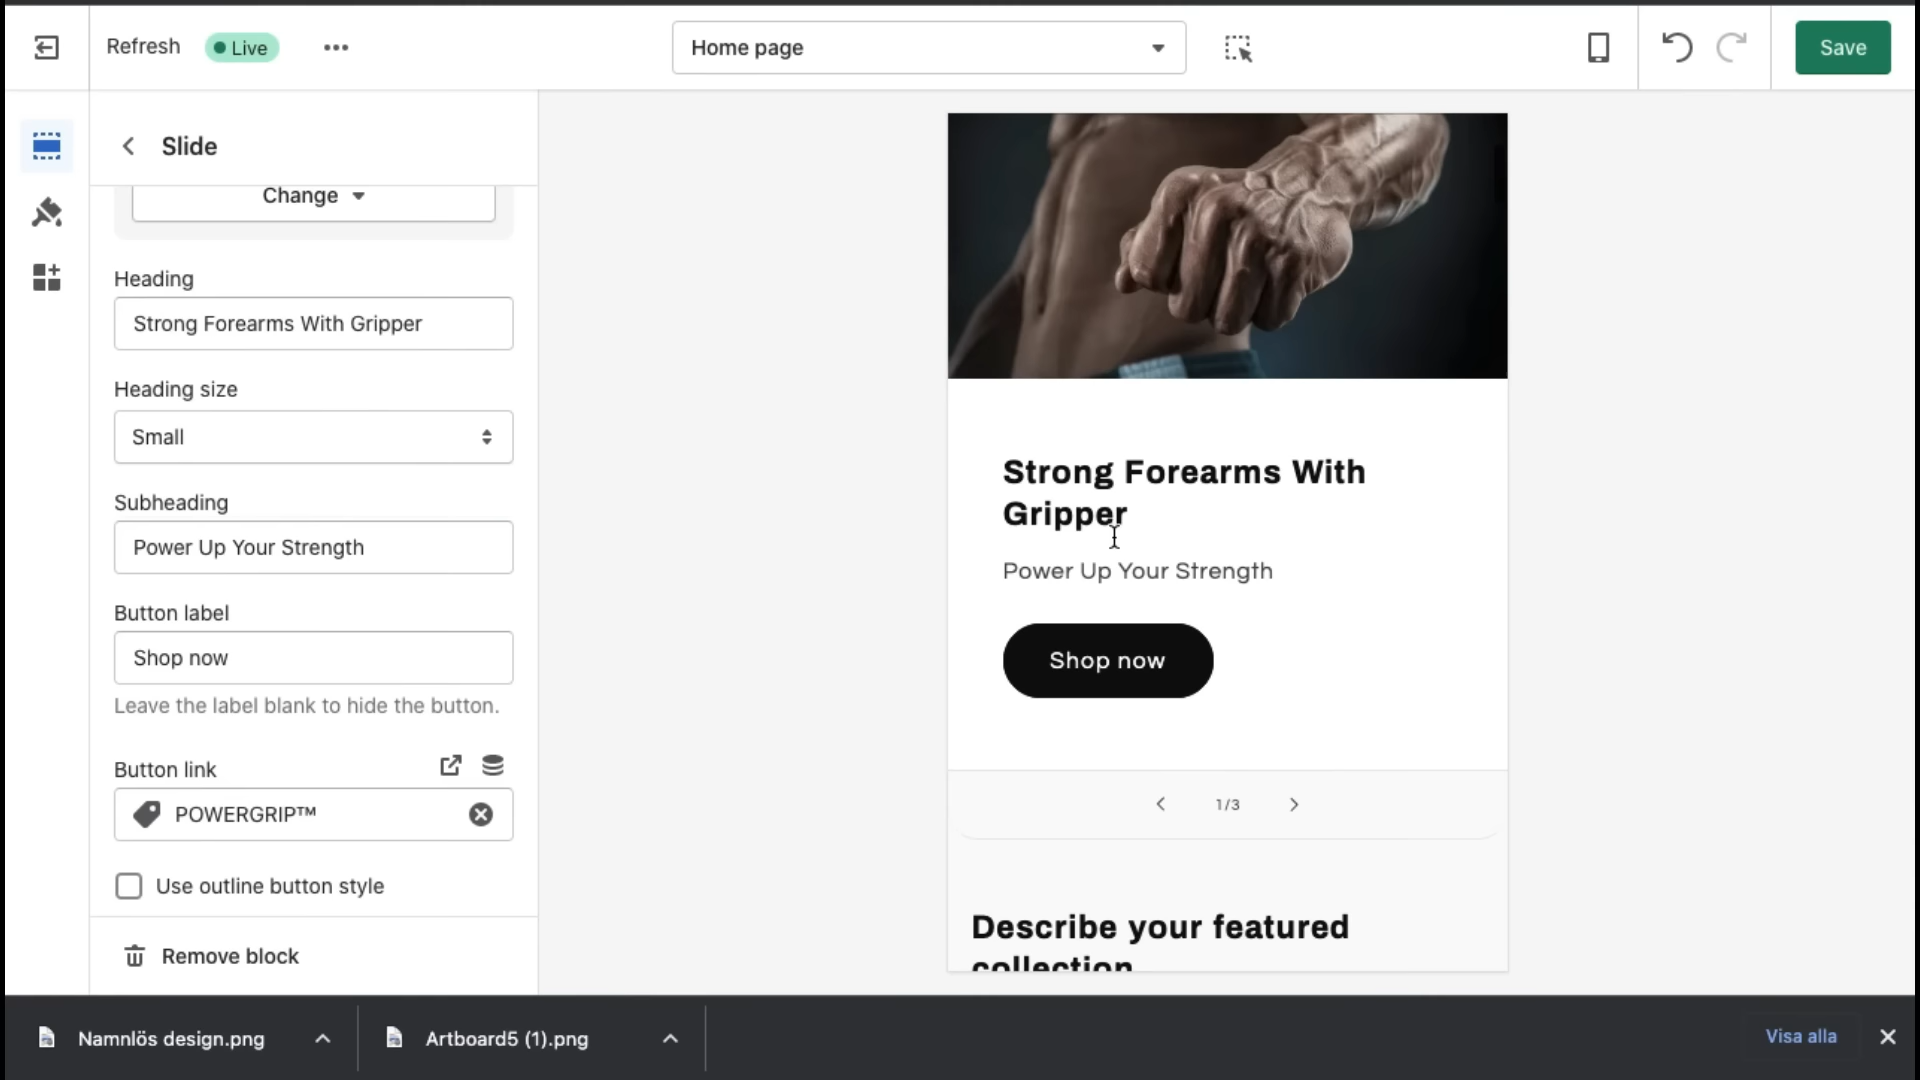 Refresh
Live
Home page
Save
Slide
Change
Heading
Strong Forearms With Gripper
Heading size
Small
Subheading
Power Up Your Strength
Button label
Shop now
Leave the label blank to hide the button.
Button link
POWERGRIP™
Use outline button style
Remove block
Strong Forearms With
Gripper
Power Up Your Strength
Shop now
1/3
Describe your featured
collection
Namnlös design.png
Artboard5 (1).png
Visa alla